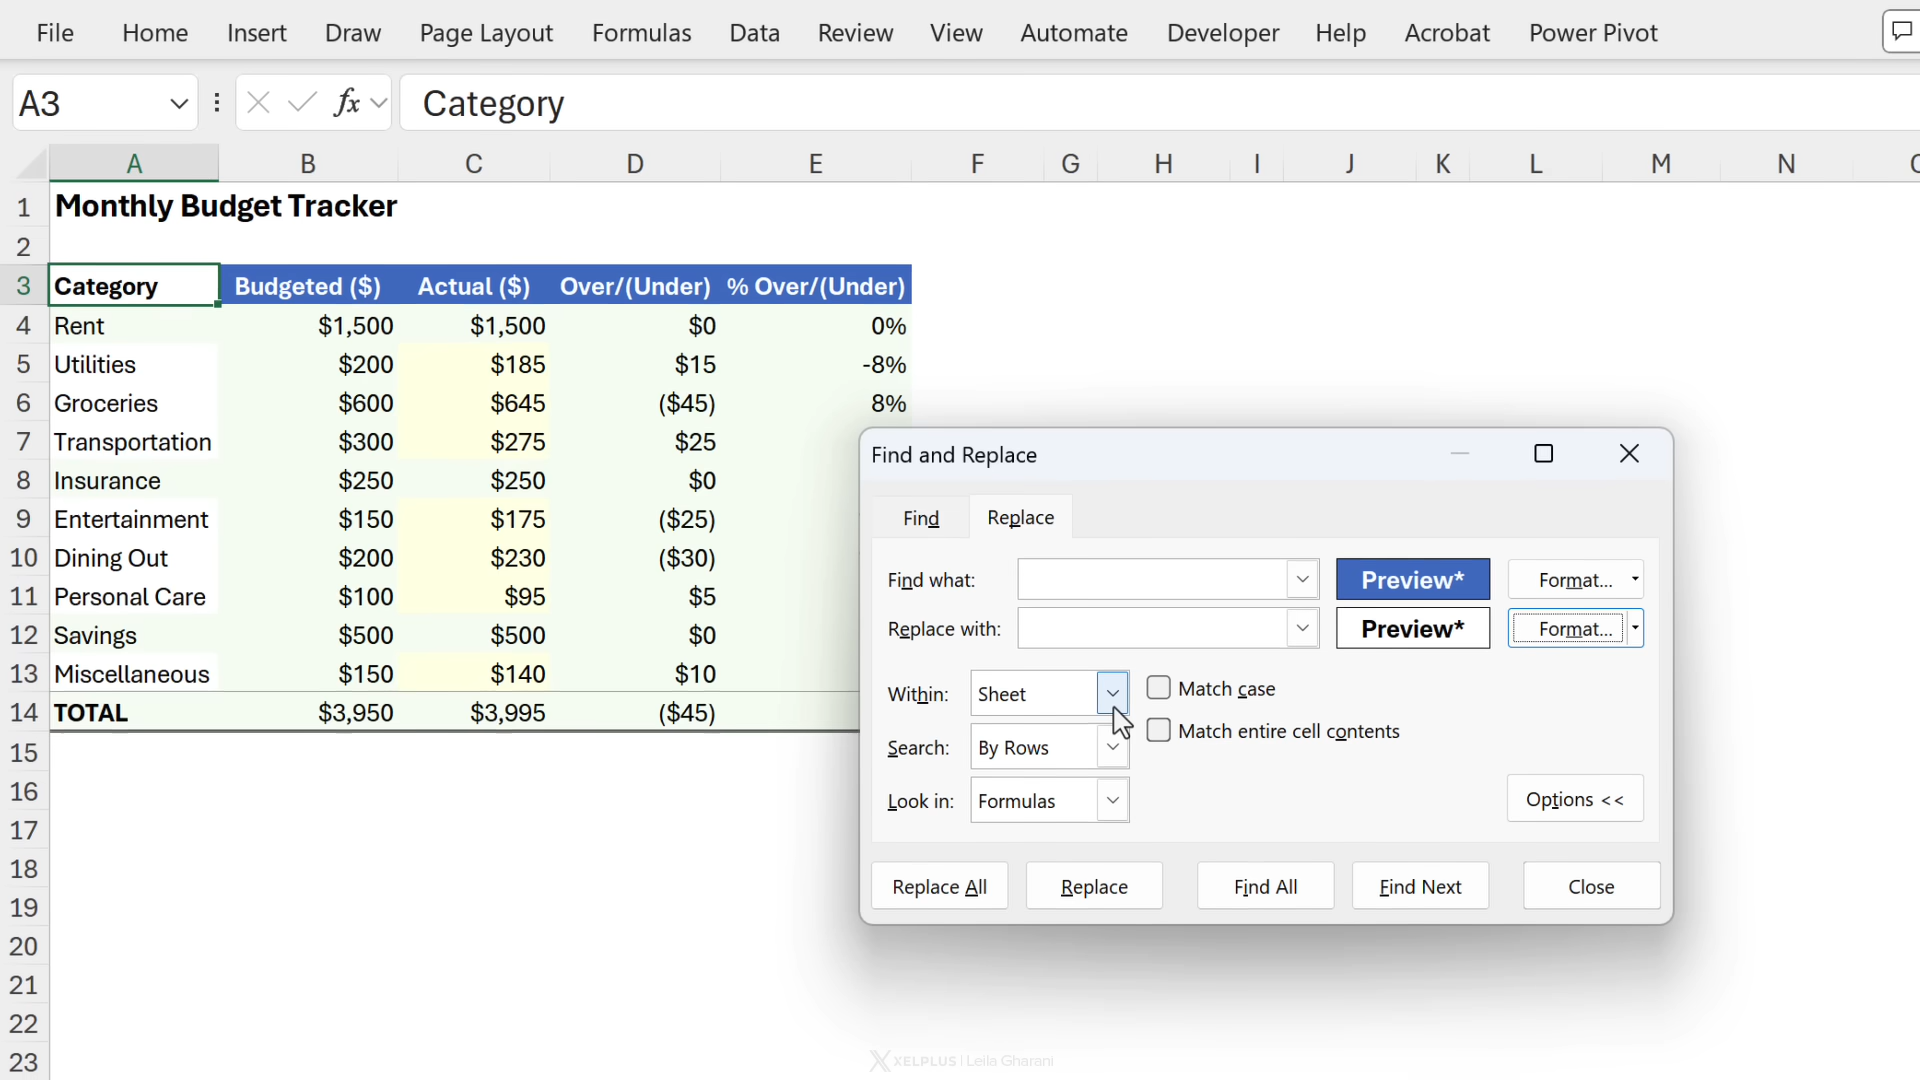 File Home Insert Draw Page Layout Formulas Data Review View Automate Developer Help Acrobat Power Pivot
A3 fx Category
A B C D E F G H I J K L M N
1 Monthly Budget Tracker
2
3 Category Budgeted ($) Actual ($) Over/(Under) % Over/(Under)
4 Rent $1,500 $1,500 $0 0%
5 Utilities $200 $185 $15 -8%
6 Groceries $600 $645 ($45) 8%
7 Transportation $300 $275 $25
8 Insurance $250 $250 $0
9 Entertainment $150 $175 ($25)
10 Dining Out $200 $230 ($30)
11 Personal Care $100 $95 $5
12 Savings $500 $500 $0
13 Miscellaneous $150 $140 $10
14 TOTAL $3,950 $3,995 ($45)
15
16
17
18
19
20
21
22
23
Find and Replace
Find Replace
Find what: Preview* Format...
Replace with: Preview* Format...
Within: Sheet Match case
Search: By Rows Match entire cell contents
Look in: Formulas Options <<
Replace All Replace Find All Find Next Close
XELPLUS | Leila Gharani